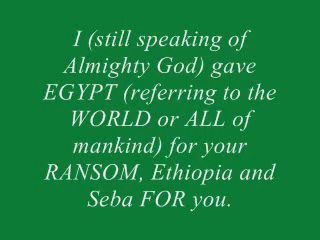 I (still speaking of
Almighty God) gave
EGYPT (referring to the
WORLD or ALL of
mankind) for your
RANSOM, Ethiopia and
Seba FOR you.